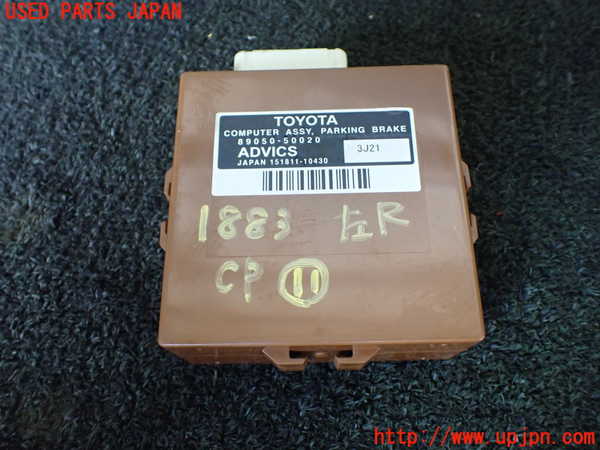 USED PARTS JAPAN
TOYOTA
COMPUTER ASSY, PARKING BRAKE
89050-50020
ADVICS 3J21
JAPAN 151811-10430
1883 左R
CP ⑪
http://www.upjpn.com/